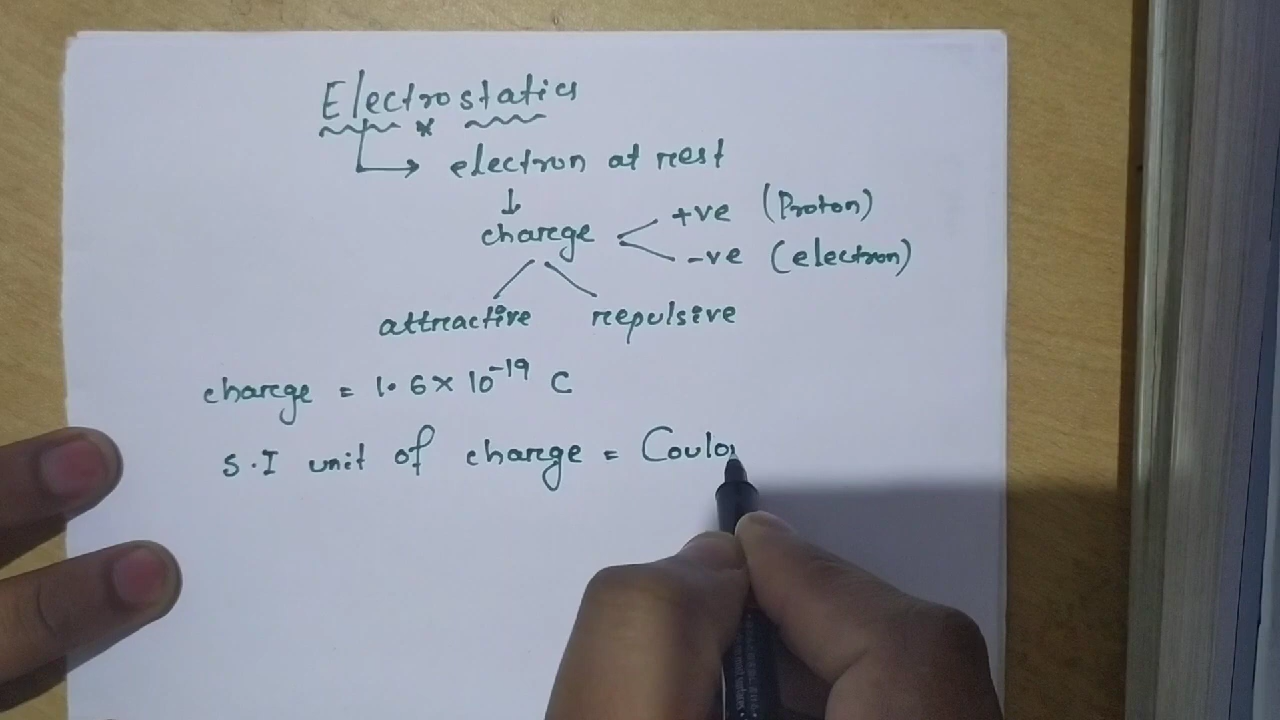 Electrostatics
electron at rest
charge +ve (Proton)
-ve (electron)
attractive repulsive
charge = 1.6 × 10⁻¹⁹ C
S.I unit of charge = Coulo